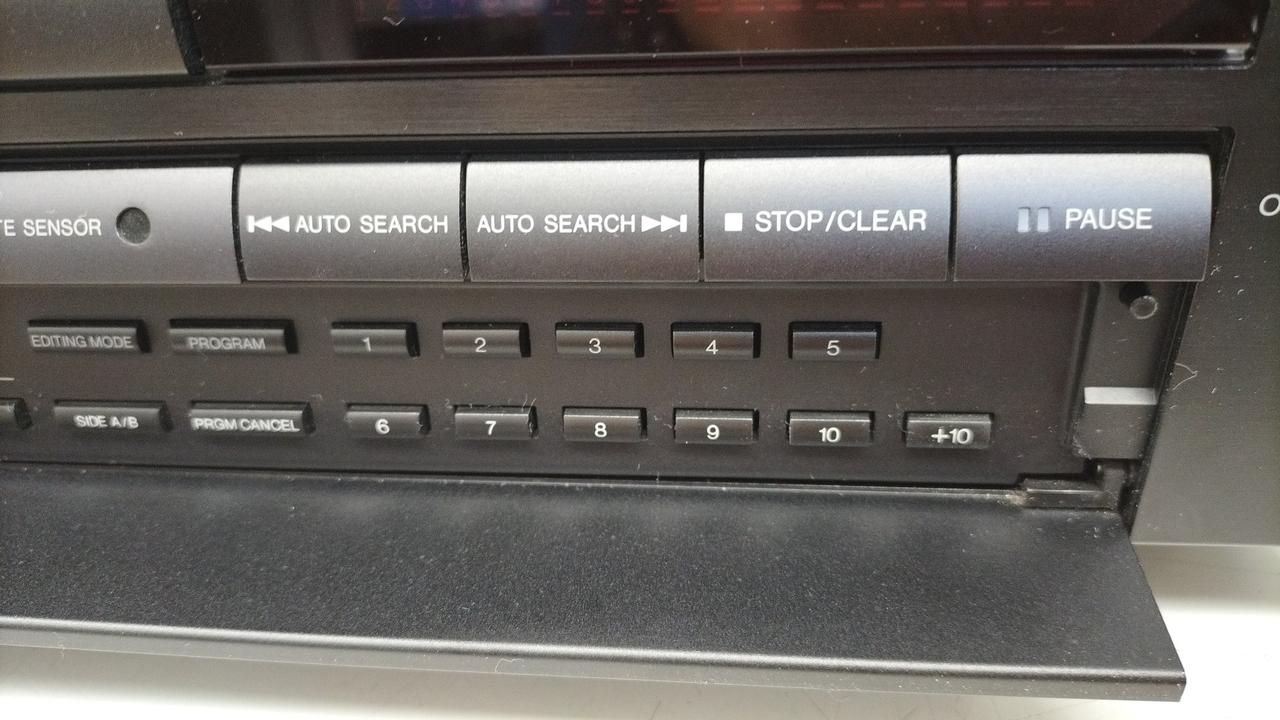 TE SENSOR AUTO SEARCH AUTO SEARCH STOP/CLEAR PAUSE
EDITING MODE PROGRAM 1 2 3 4 5
SIDE A/B PRGM CANCEL 6 7 8 9 10 +10